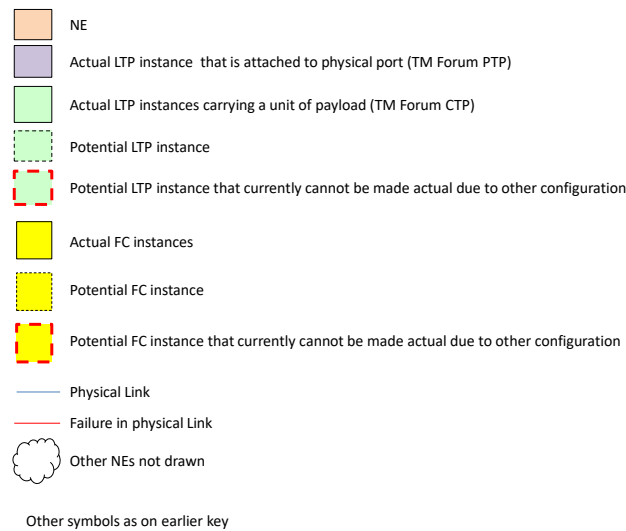 NE
Actual LTP instance that is attached to physical port (TM Forum PTP)
Actual LTP instances carrying a unit of payload (TM Forum CTP)
Potential LTP instance
Potential LTP instance that currently cannot be made actual due to other configuration
Actual FC instances
Potential FC instance
Potential FC instance that currently cannot be made actual due to other configuration
Physical Link
Failure in physical Link
Other NEs not drawn
Other symbols as on earlier key